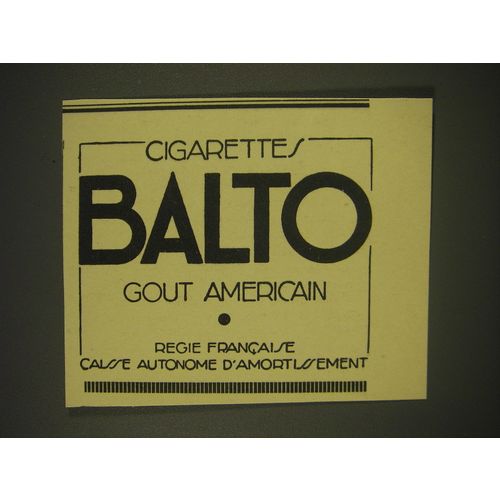 CIGARETTES
BALTO
GOUT AMERICAIN
REGIE FRANÇAISE
CAISSE AUTONOME D'AMORTISSEMENT